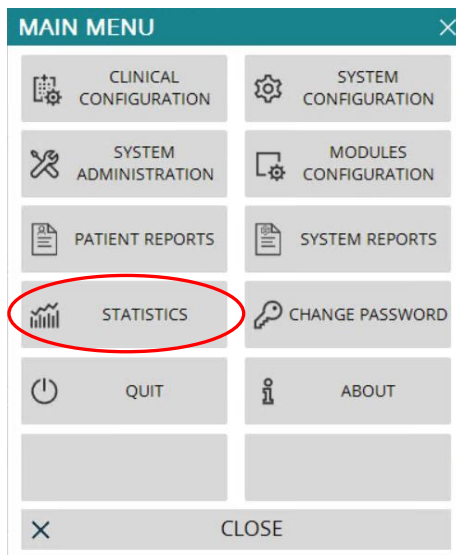 MAIN MENU
CLINICAL
CONFIGURATION
SYSTEM
CONFIGURATION
SYSTEM
ADMINISTRATION
MODULES
CONFIGURATION
PATIENT REPORTS
SYSTEM REPORTS
STATISTICS
CHANGE PASSWORD
QUIT
ABOUT
CLOSE